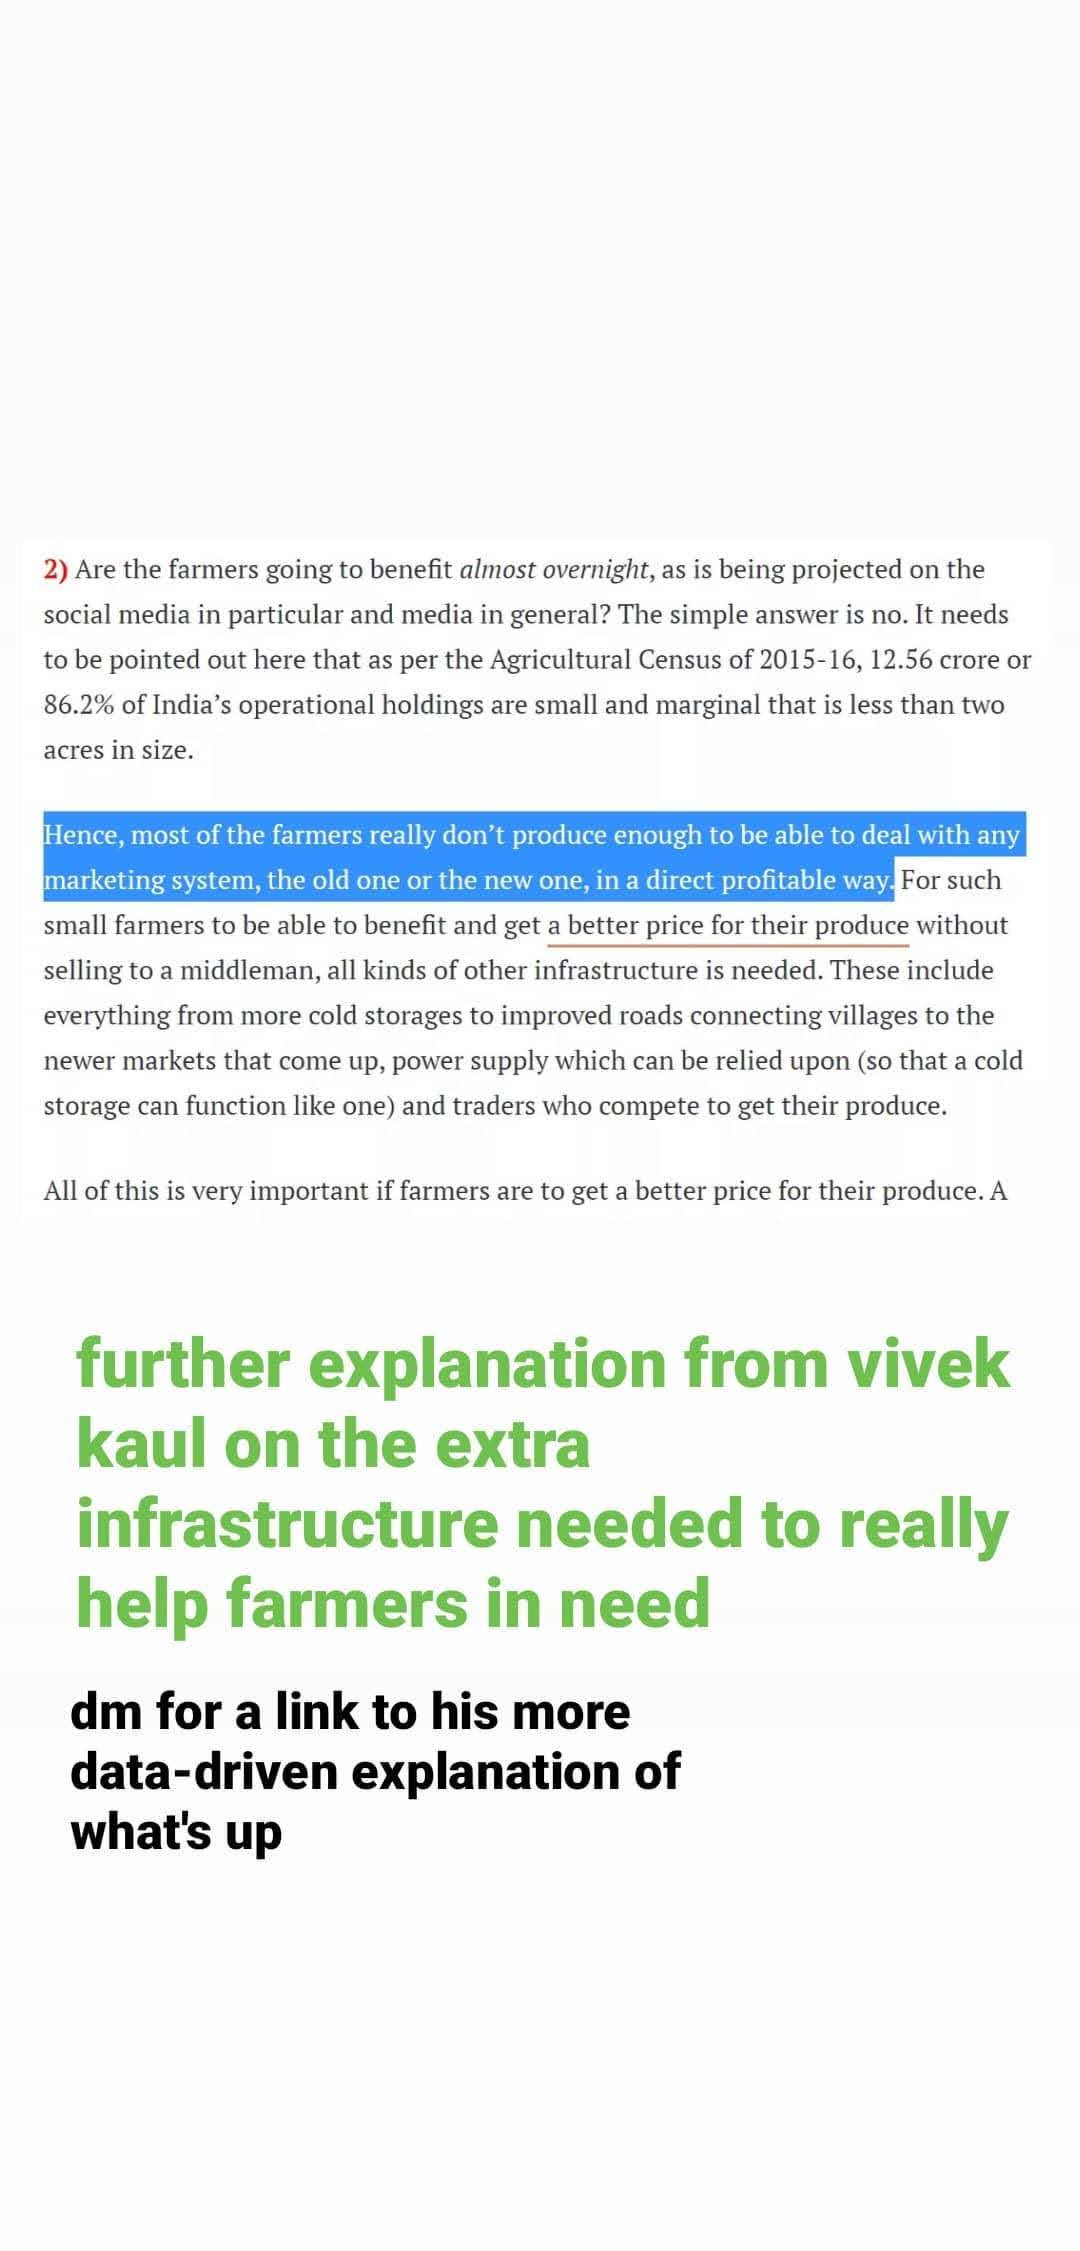 2) Are the farmers going to benefit almost overnight, as is being projected on the
social media in particular and media in general? The simple answer is no. It needs
to be pointed out here that as per the Agricultural Census of 2015-16, 12.56 crore or
86.2% of India’s operational holdings are small and marginal that is less than two
acres in size.
Hence, most of the farmers really don’t produce enough to be able to deal with any
marketing system, the old one or the new one, in a direct profitable way. For such
small farmers to be able to benefit and get a better price for their produce without
selling to a middleman, all kinds of other infrastructure is needed. These include
everything from more cold storages to improved roads connecting villages to the
newer markets that come up, power supply which can be relied upon (so that a cold
storage can function like one) and traders who compete to get their produce.
All of this is very important if farmers are to get a better price for their produce. A
further explanation from vivek
kaul on the extra
infrastructure needed to really
help farmers in need
dm for a link to his more
data-driven explanation of
what's up